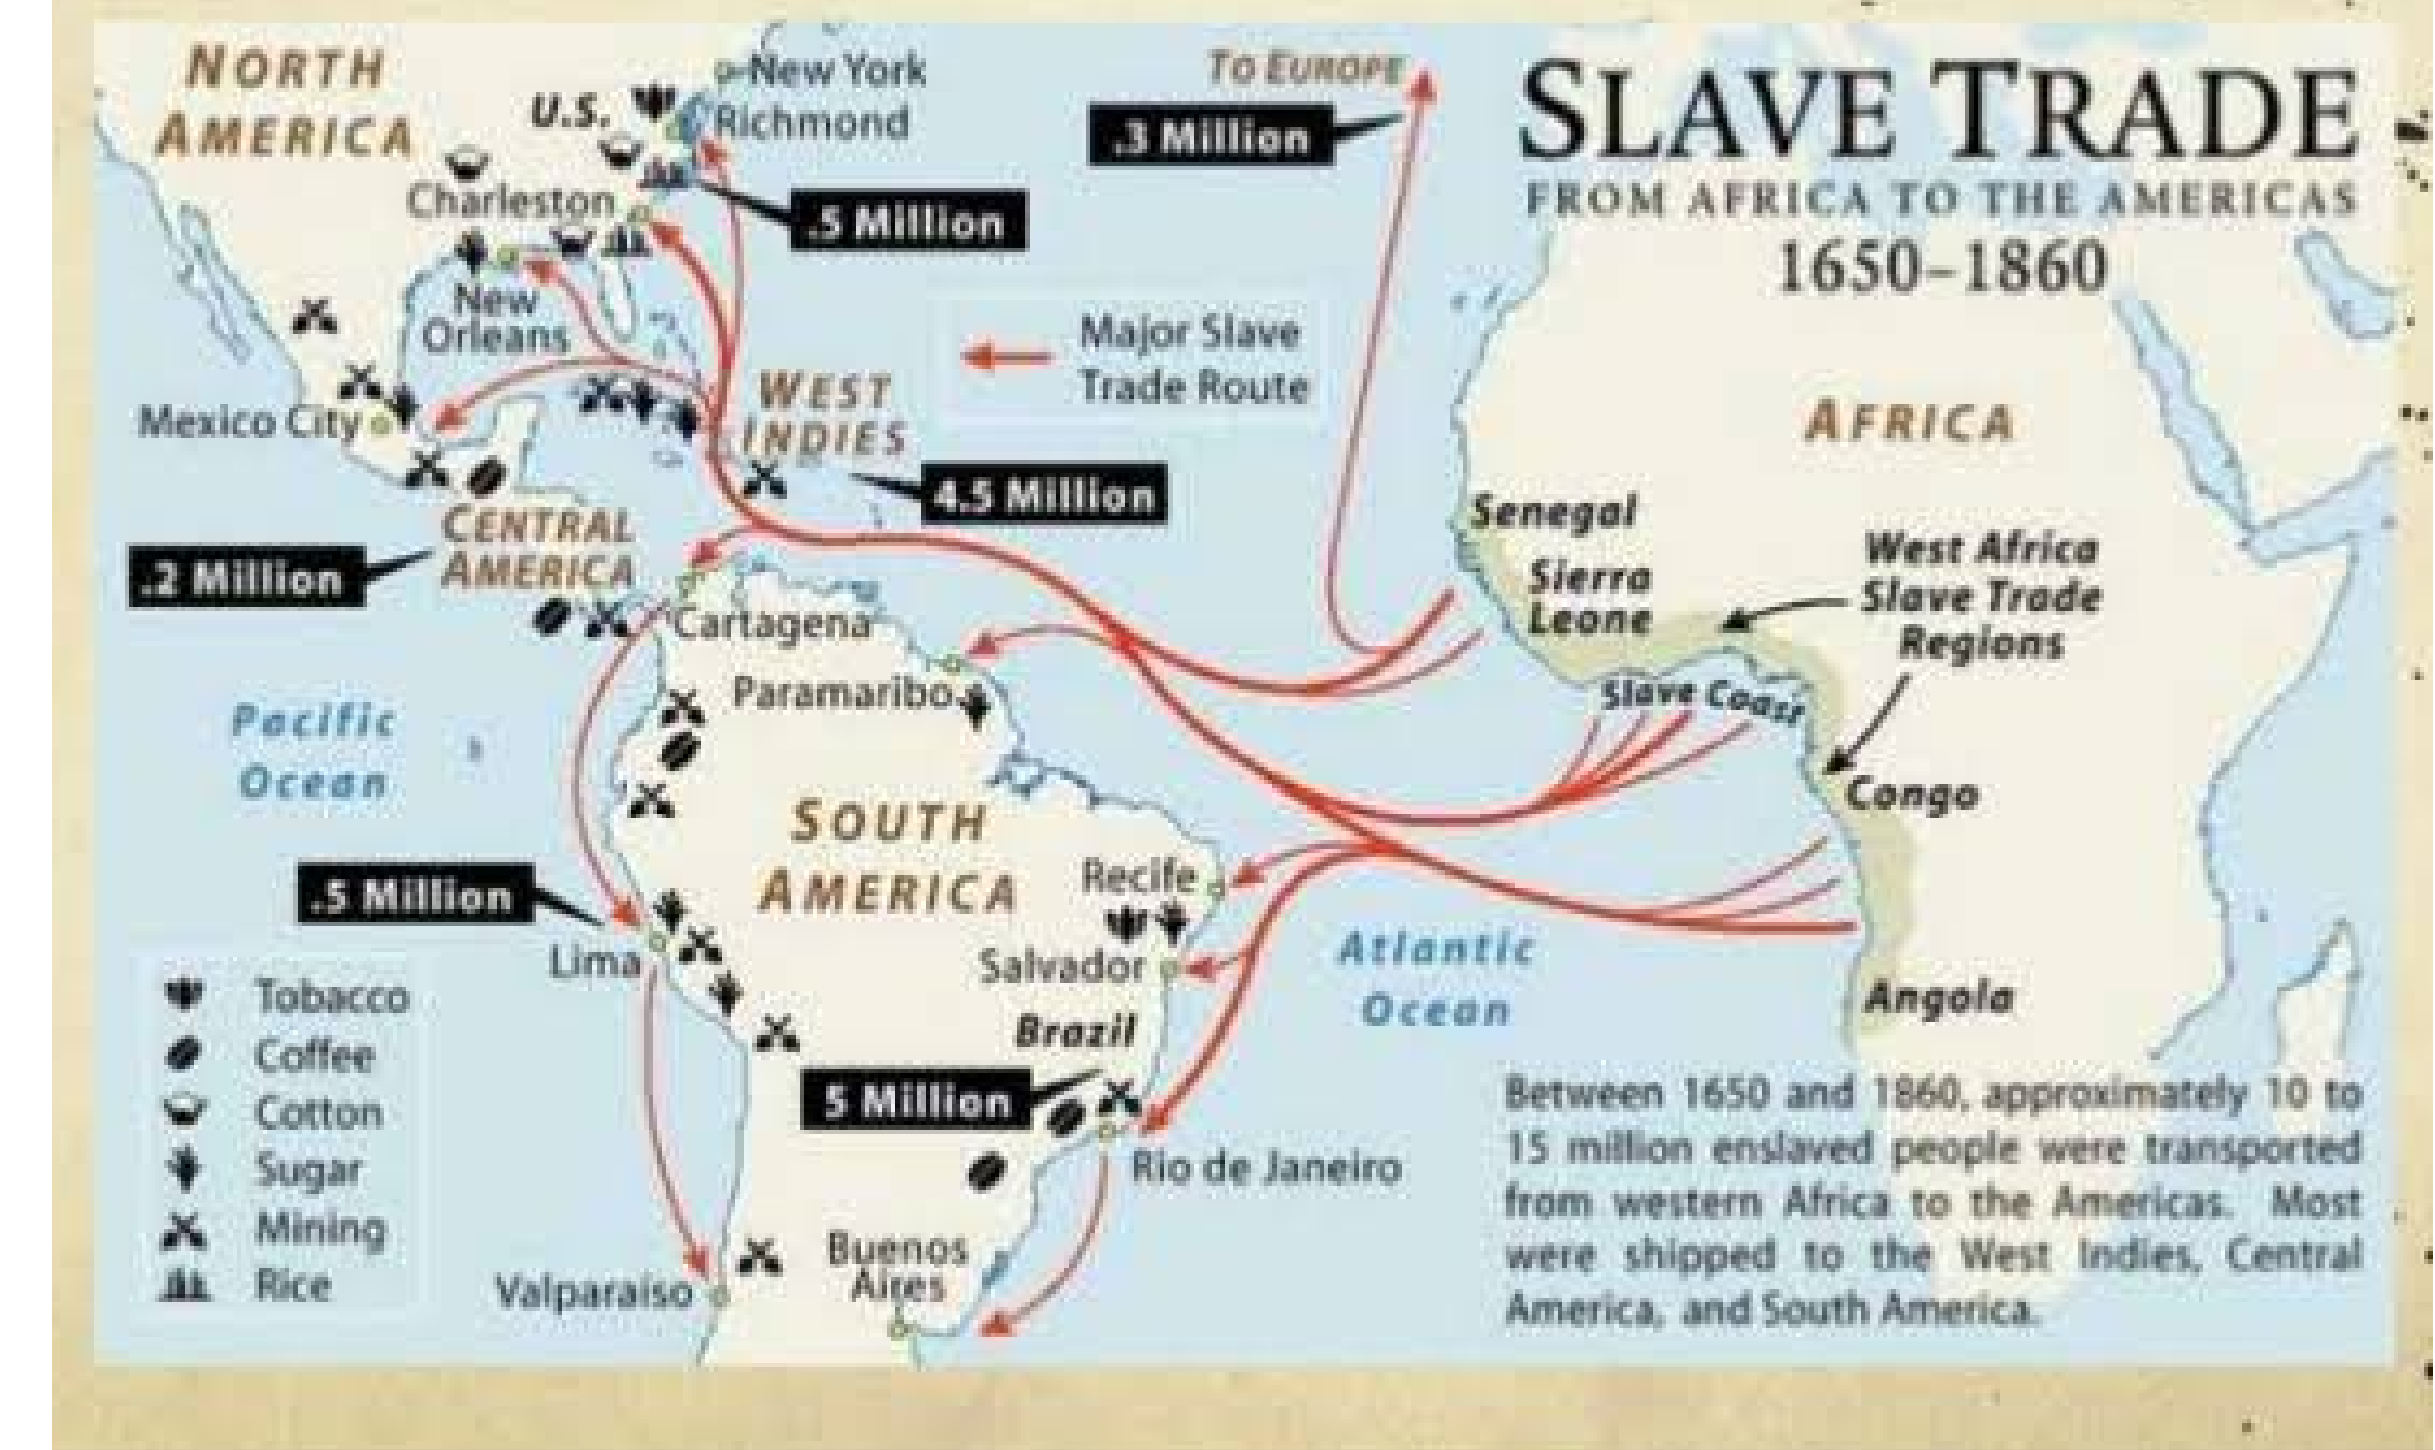 SLAVE TRADE
FROM AFRICA TO THE AMERICAS
1650–1860
NORTH
AMERICA
U.S.
New York
Richmond
Charleston
.5 Million
New
Orleans
Mexico City
TO EUROPE
.3 Million
Major Slave
Trade Route
WEST
INDIES
4.5 Million
CENTRAL
AMERICA
.2 Million
Cartagena
Paramaribo
Pacific
Ocean
SOUTH
AMERICA
.5 Million
Lima
Recife
Salvador
Brazil
5 Million
Rio de Janeiro
Buenos
Aires
Valparaiso
Atlantic
Ocean
AFRICA
Senegal
Sierra
Leone
West Africa
Slave Trade
Regions
Slave Coast
Congo
Angola
Tobacco
Coffee
Cotton
Sugar
Mining
Rice
Between 1650 and 1860, approximately 10 to
15 million enslaved people were transported
from western Africa to the Americas. Most
were shipped to the West Indies, Central
America, and South America.